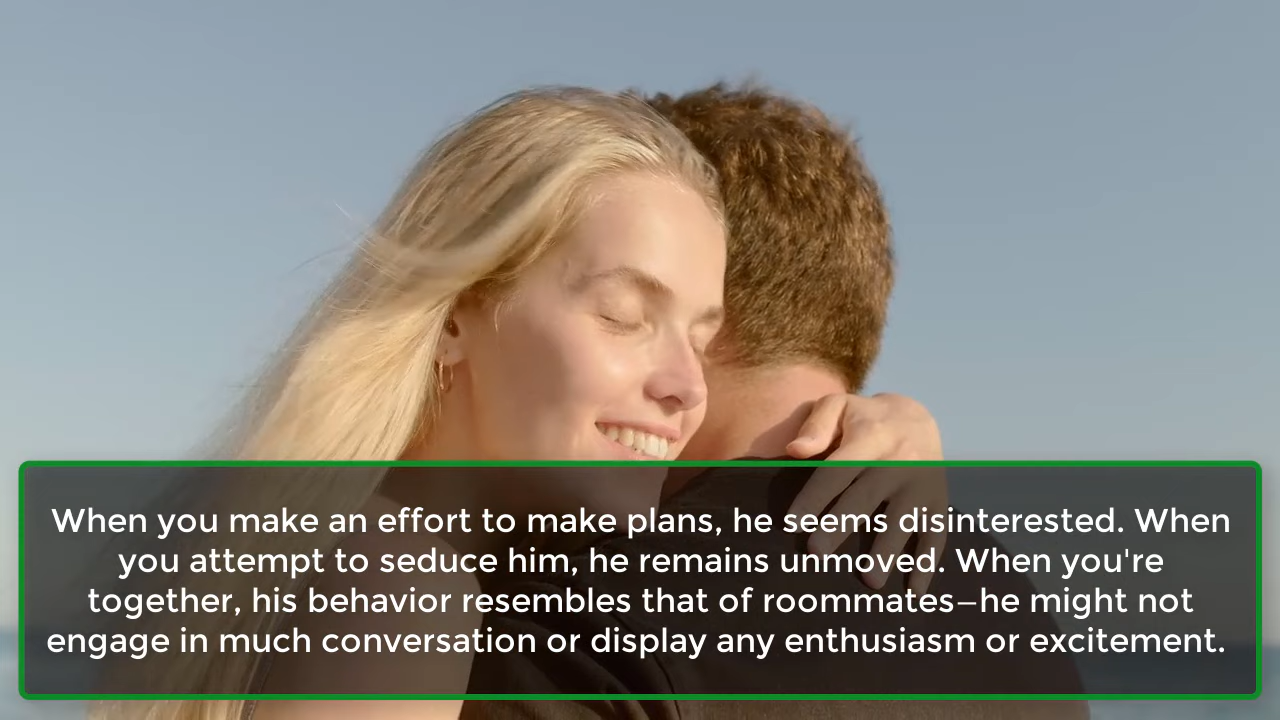 When you make an effort to make plans, he seems disinterested. When
you attempt to seduce him, he remains unmoved. When you're
together, his behavior resembles that of roommates—he might not
engage in much conversation or display any enthusiasm or excitement.